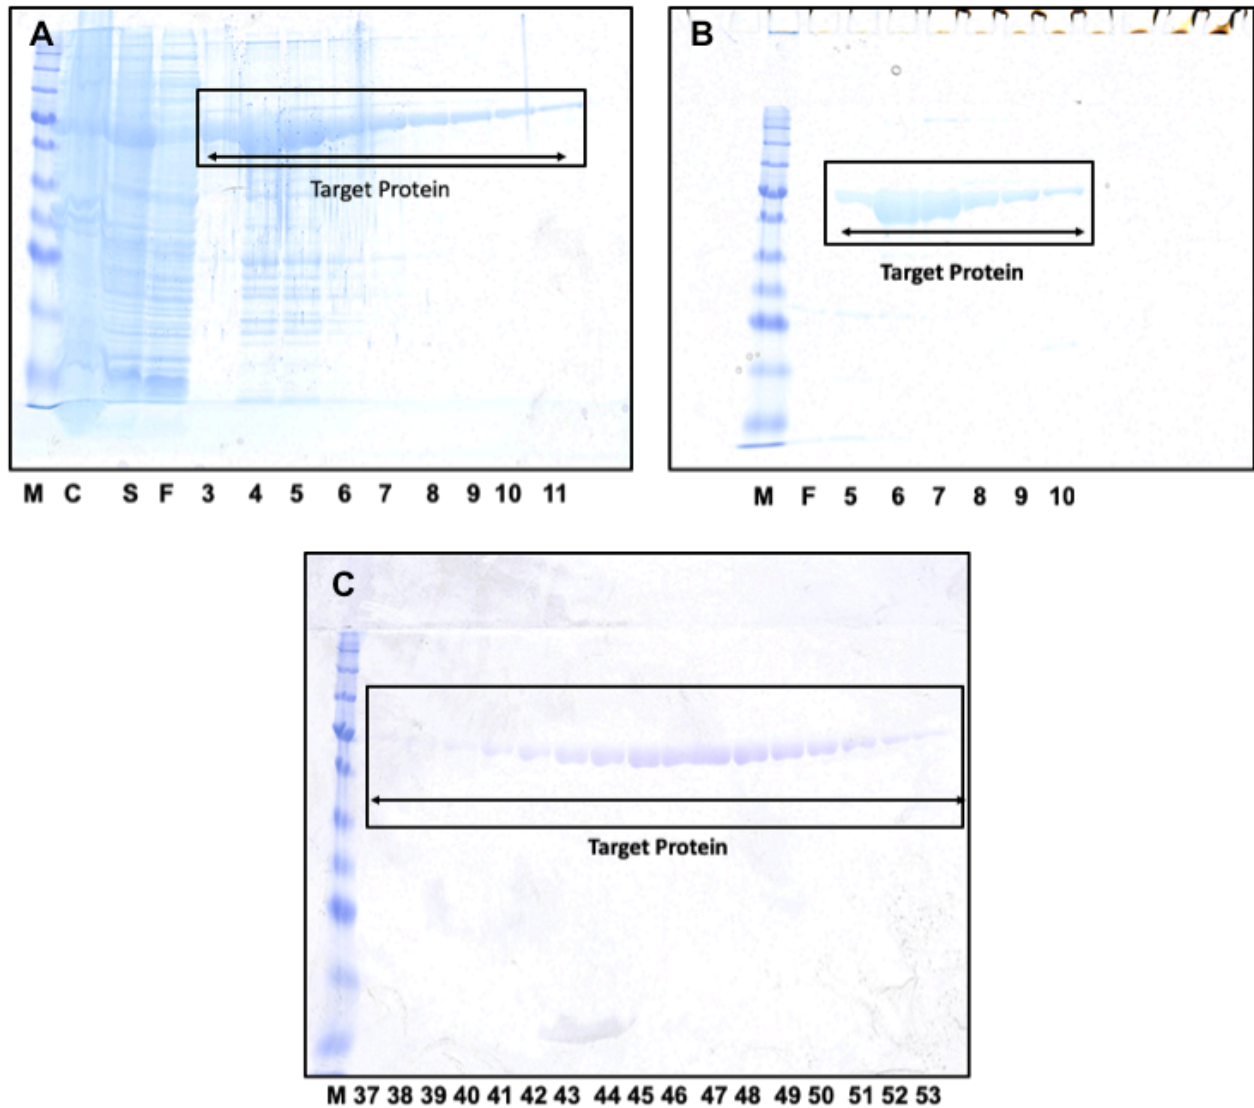 A
Target Protein
M C S F 3 4 5 6 7 8 9 10 11
B
Target Protein
M F 5 6 7 8 9 10
C
Target Protein
M 37 38 39 40 41 42 43 44 45 46 47 48 49 50 51 52 53